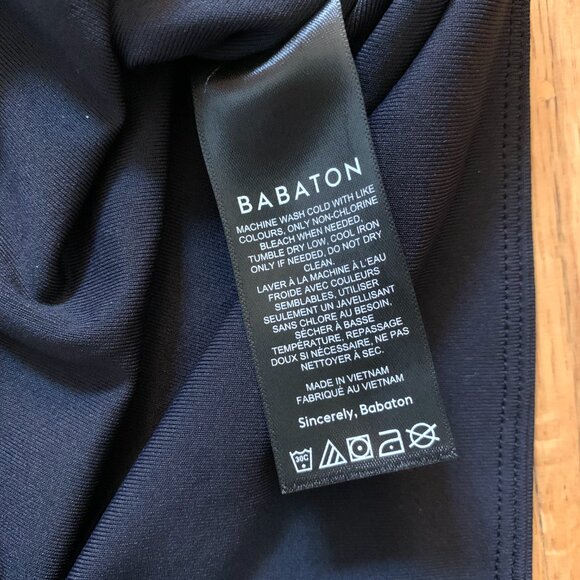 BABATON
MACHINE WASH COLD WITH LIKE
COLOURS, ONLY NON-CHLORINE
BLEACH WHEN NEEDED,
TUMBLE DRY LOW, COOL IRON
ONLY IF NEEDED, DO NOT DRY
CLEAN.
LAVER À LA MACHINE À L'EAU
FROIDE AVEC COULEURS
SEMBLABLES, UTILISER
SEULEMENT UN JAVELLISANT
SANS CHLORE AU BESOIN.
SÉCHER À BASSE
TEMPÉRATURE, REPASSAGE
DOUX SI NÉCESSAIRE, NE PAS
NETTOYER À SEC.
MADE IN VIETNAM
FABRIQUÉ AU VIETNAM
Sincerely, Babaton
30C